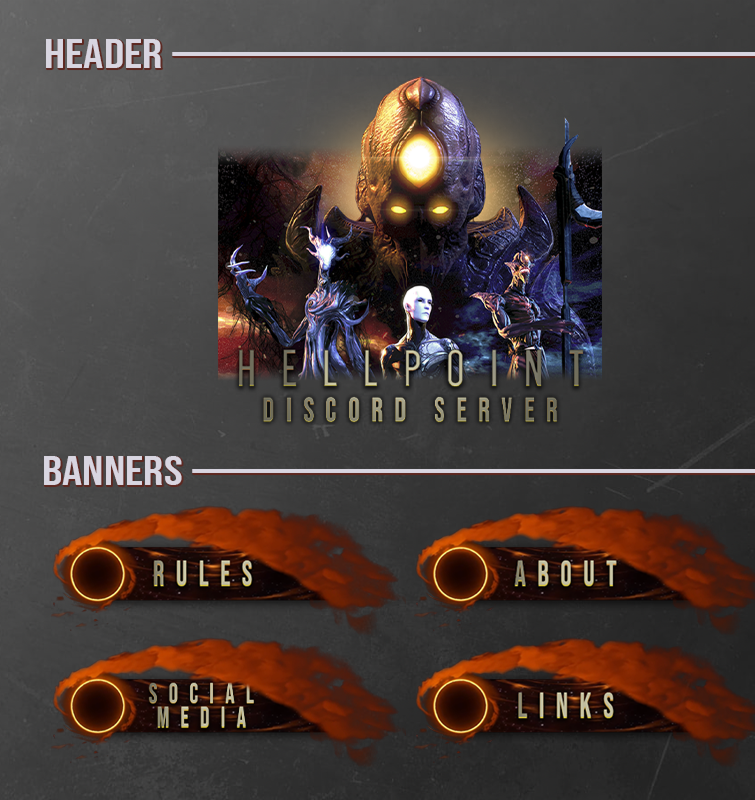 HEADER
HELLPOINT
DISCORD SERVER
BANNERS
RULES
ABOUT
SOCIAL
MEDIA
LINKS